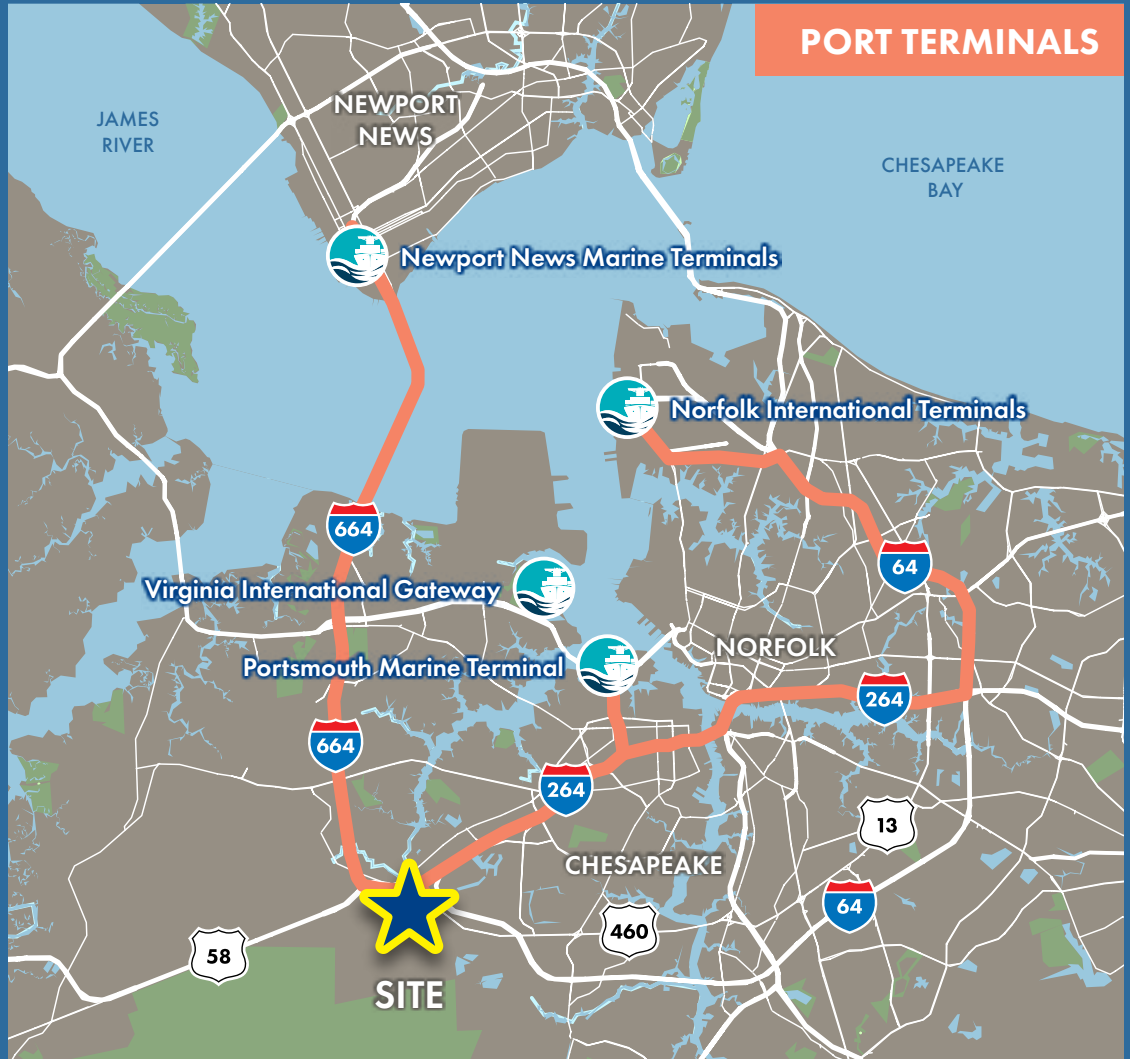 PORT TERMINALS
NEWPORT
NEWS
JAMES
RIVER
CHESAPEAKE
BAY
Newport News Marine Terminals
Norfolk International Terminals
664
64
Virginia International Gateway
NORFOLK
Portsmouth Marine Terminal
264
664
264
13
CHESAPEAKE
64
460
58
SITE